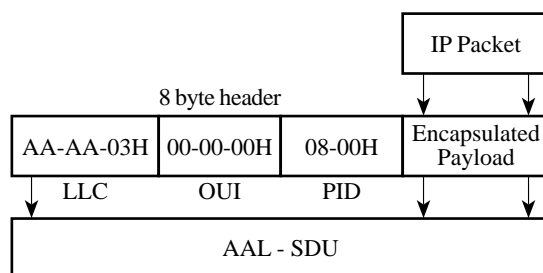 IP Packet
8 byte header
AA-AA-03H 00-00-00H 08-00H Encapsulated
Payload
LLC OUI PID
AAL - SDU